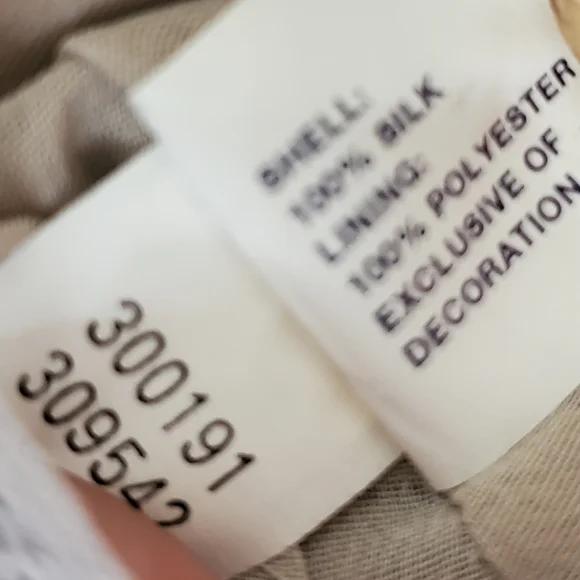 SHELL:
100% SILK
LINING:
100% POLYESTER
EXCLUSIVE OF
DECORATION
300191
309542